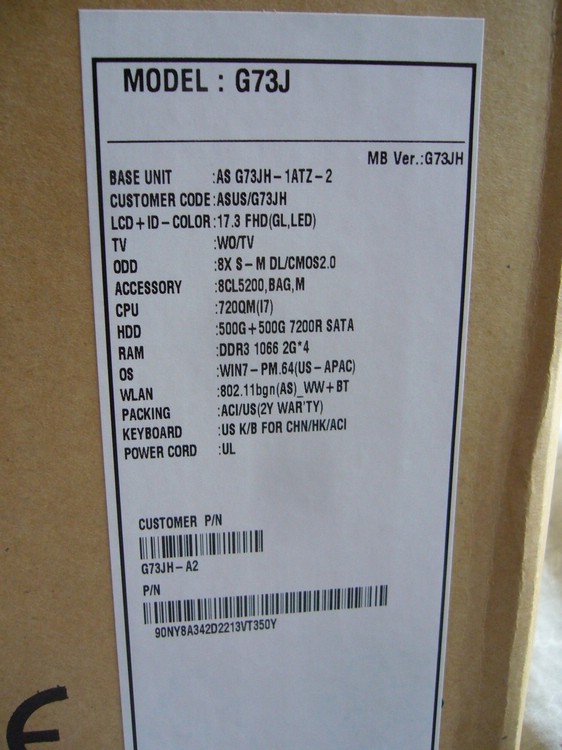 MODEL : G73J
MB Ver.:G73JH
BASE UNIT :AS G73JH-1ATZ-2
CUSTOMER CODE:ASUS/G73JH
LCD+ID-COLOR:17.3 FHD(GL,LED)
TV :WO/TV
ODD :8X S-M DL/CMOS2.0
ACCESSORY :8CL5200,BAG,M
CPU :720QM(I7)
HDD :500G+500G 7200R SATA
RAM :DDR3 1066 2G*4
OS :WIN7-PM.64(US-APAC)
WLAN :802.11bgn(AS)_WW+BT
PACKING :ACI/US(2Y WAR'TY)
KEYBOARD :US K/B FOR CHN/HK/ACI
POWER CORD :UL
CUSTOMER P/N
G73JH-A2
P/N
90NY8A342D2213VT350Y
CE